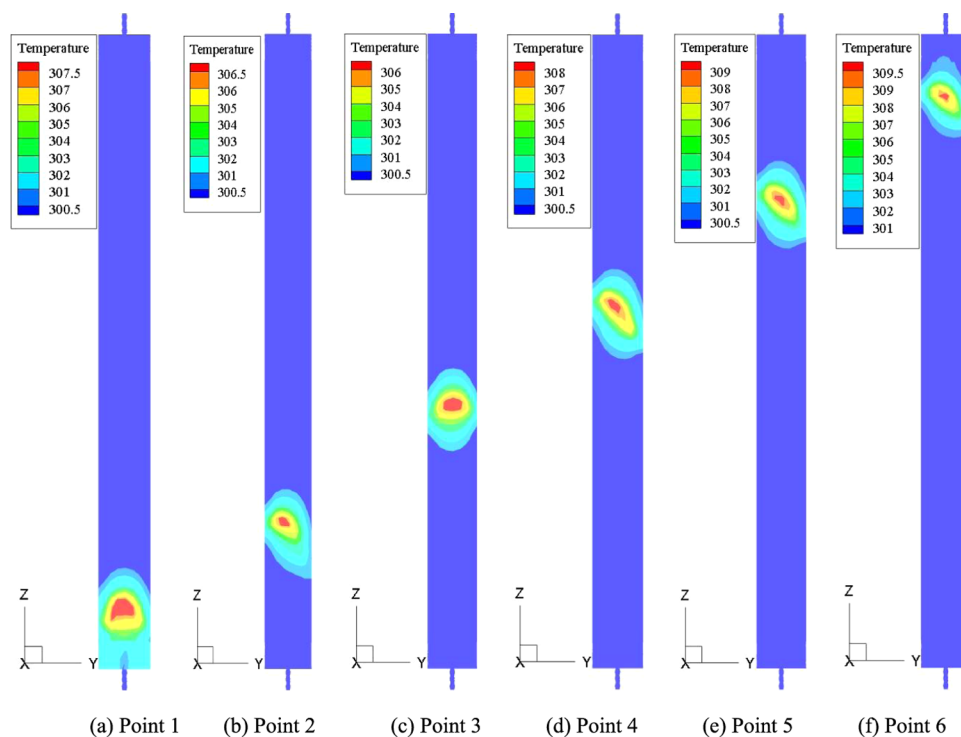 Temperature
307.5
307
306
305
304
303
302
301
300.5
Z
X
Y
(a) Point 1
Temperature
306.5
306
305
304
303
302
301
300.5
Z
X
Y
(b) Point 2
Temperature
306
305
304
303
302
301
300.5
Z
X
Y
(c) Point 3
Temperature
308
307
306
305
304
303
302
301
300.5
Z
X
Y
(d) Point 4
Temperature
309
308
307
306
305
304
303
302
301
300.5
Z
X
Y
(e) Point 5
Temperature
309.5
309
308
307
306
305
304
303
302
301
Z
X
Y
(f) Point 6